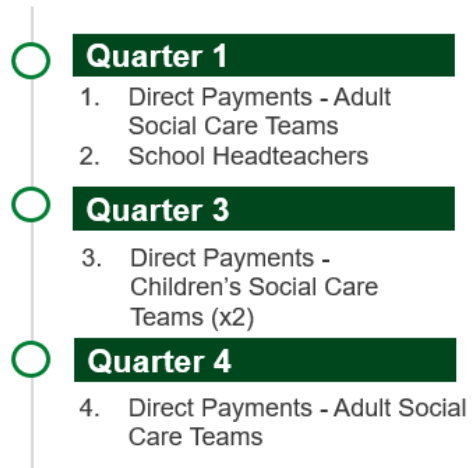 Quarter 1
1. Direct Payments - Adult
Social Care Teams
2. School Headteachers
Quarter 3
3. Direct Payments -
Children’s Social Care
Teams (x2)
Quarter 4
4. Direct Payments - Adult Social
Care Teams